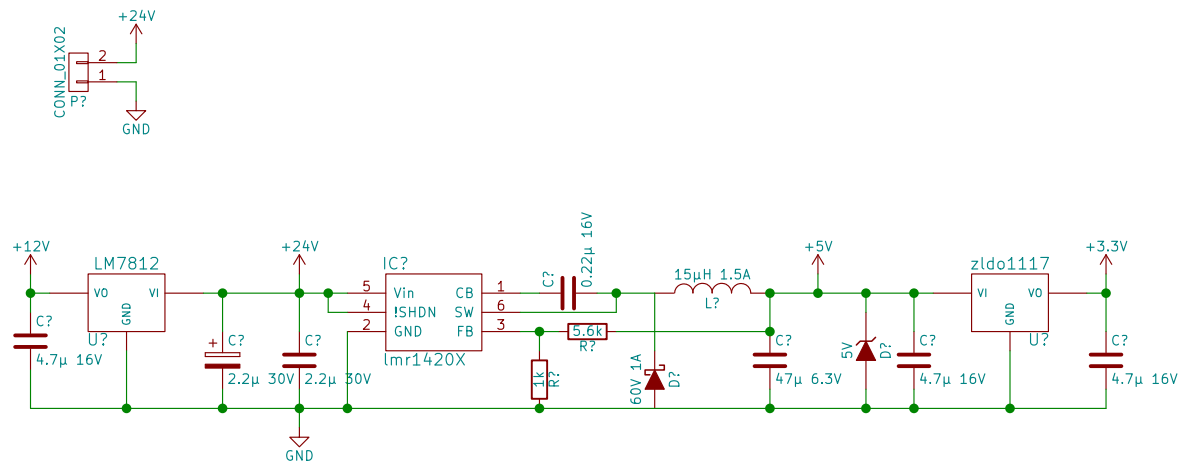 +24V
CONN_01X02
2
1
P?
GND
+12V
LM7812
VO
VI
GND
U?
C?
4.7µ 16V
+
C?
2.2µ 30V
+24V
C?
2.2µ 30V
GND
IC?
5
Vin
4
!SHDN
2
GND
CB
1
SW
6
FB
3
lmr1420X
C?
0.22µ 16V
5.6k
R?
1k
R?
60V 1A
D?
15µH 1.5A
L?
C?
47µ 6.3V
+5V
5V
D?
C?
4.7µ 16V
zldo1117
VI
VO
GND
U?
+3.3V
C?
4.7µ 16V